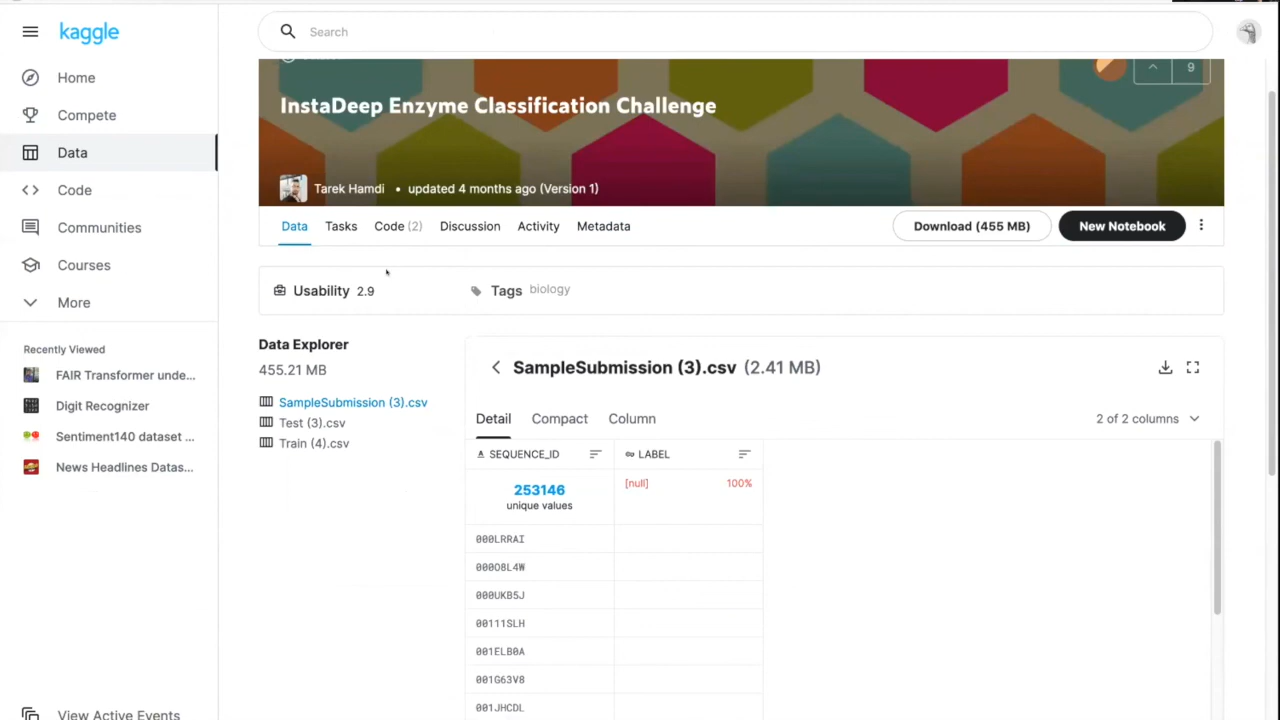 kaggle
Search
Home
Compete
Data
Code
Communities
Courses
More
Recently Viewed
FAIR Transformer unde...
Digit Recognizer
Sentiment140 dataset ...
News Headlines Datas...
View Active Events
InstaDeep Enzyme Classification Challenge
9
Tarek Hamdi • updated 4 months ago (Version 1)
Data Tasks Code (2) Discussion Activity Metadata Download (455 MB) New Notebook
Usability 2.9 Tags biology
Data Explorer
455.21 MB
SampleSubmission (3).csv
Test (3).csv
Train (4).csv
SampleSubmission (3).csv (2.41 MB)
Detail Compact Column 2 of 2 columns
SEQUENCE_ID LABEL
253146
unique values
[null] 100%
000LRRAI
000O8L4W
000UKB5J
00111SLH
001ELB0A
001G63V8
001JHCDL